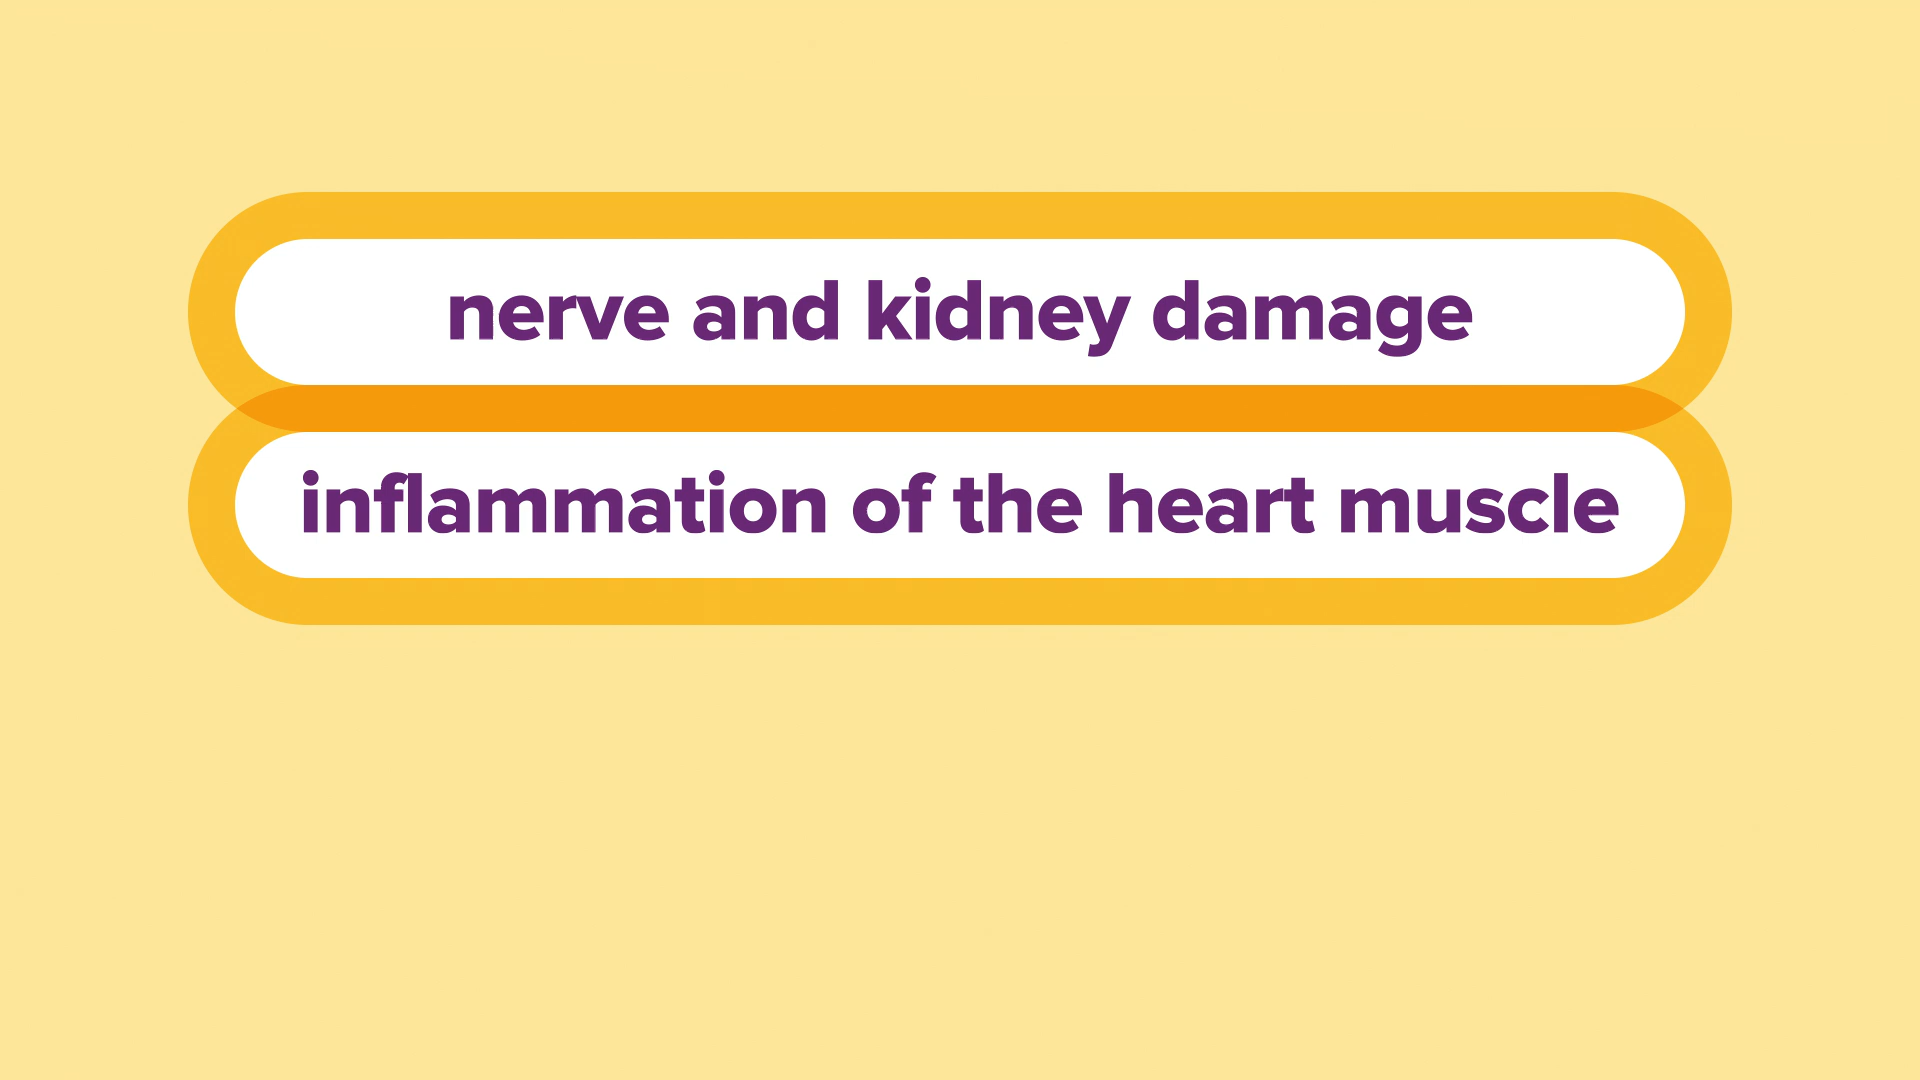 nerve and kidney damage
inflammation of the heart muscle